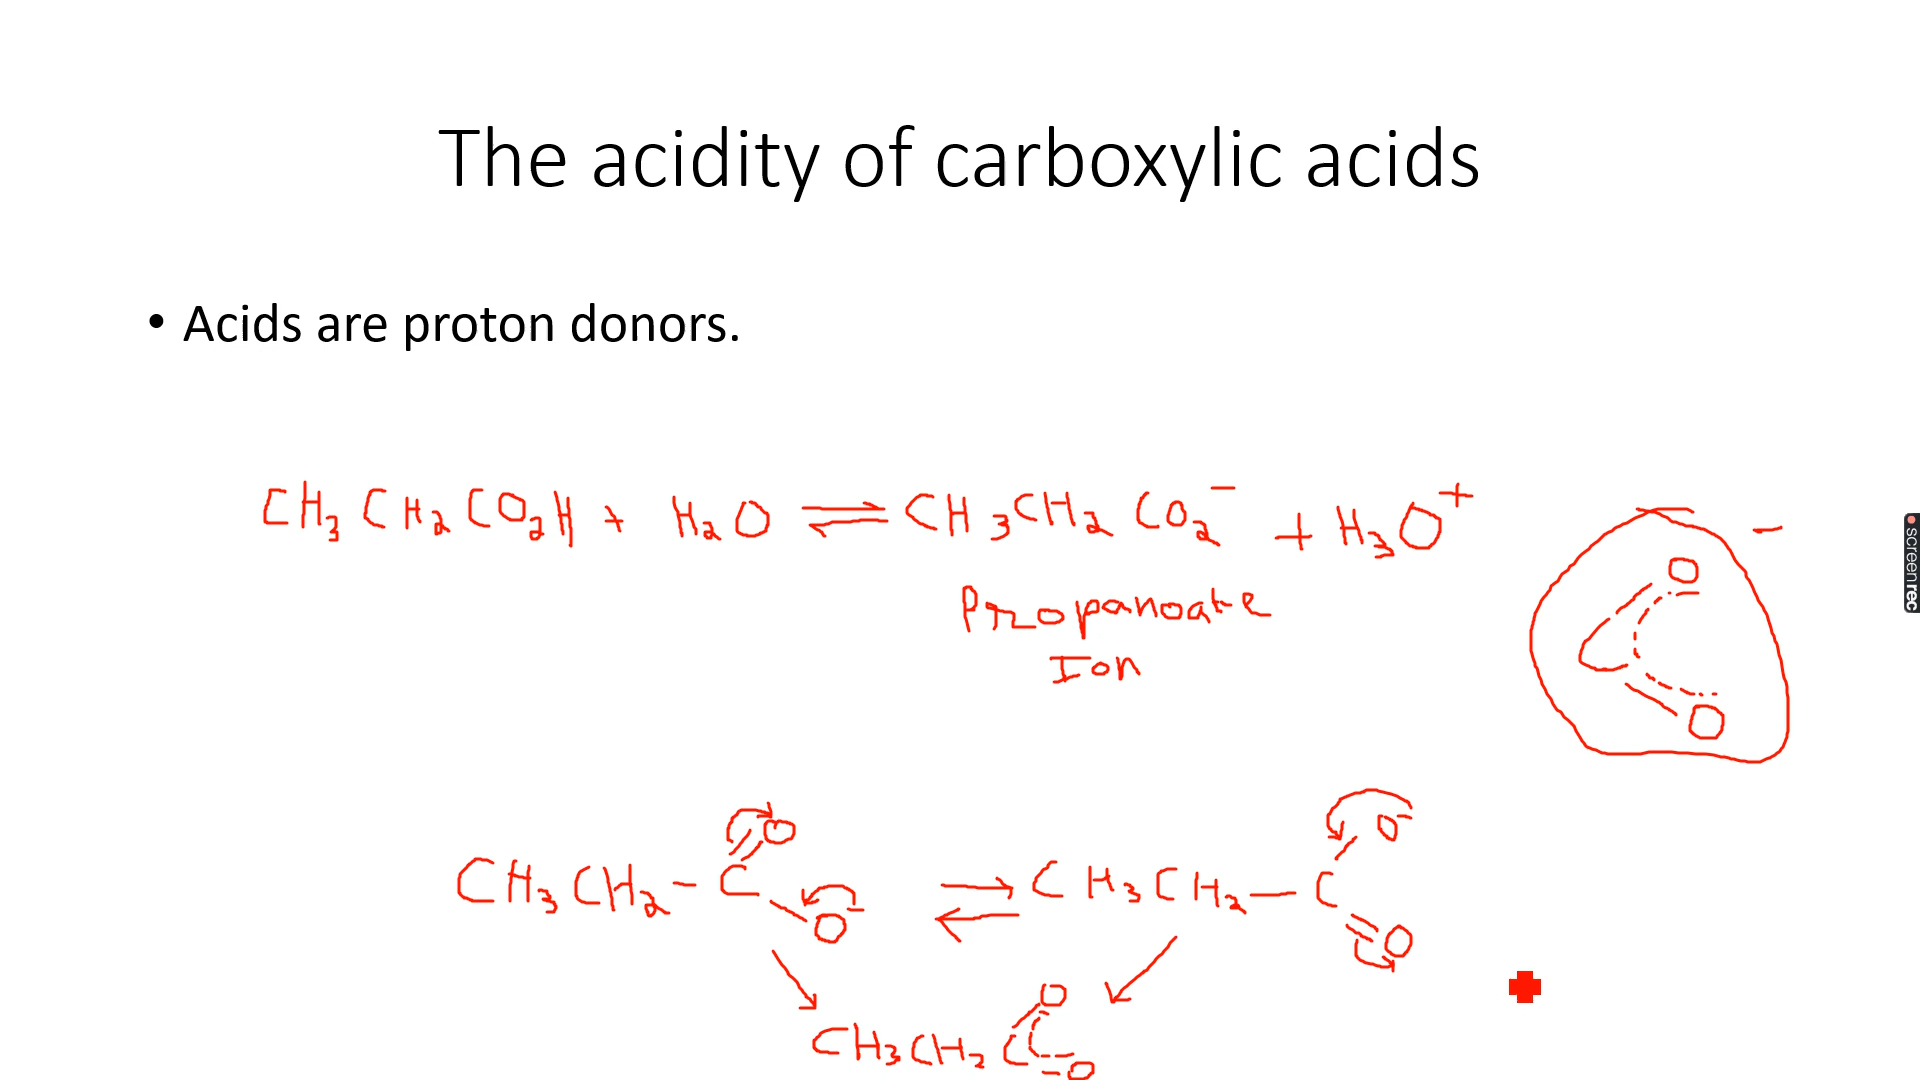 The acidity of carboxylic acids
• Acids are proton donors.
CH3CH2CO2H + H2O ⇌ CH3CH2CO2⁻ + H3O⁺
Propanoate
Ion
C O O −
CH3CH2-C O O⁻ ⇌ CH3CH2-C O⁻ O
CH3CH2C O O
screenrec